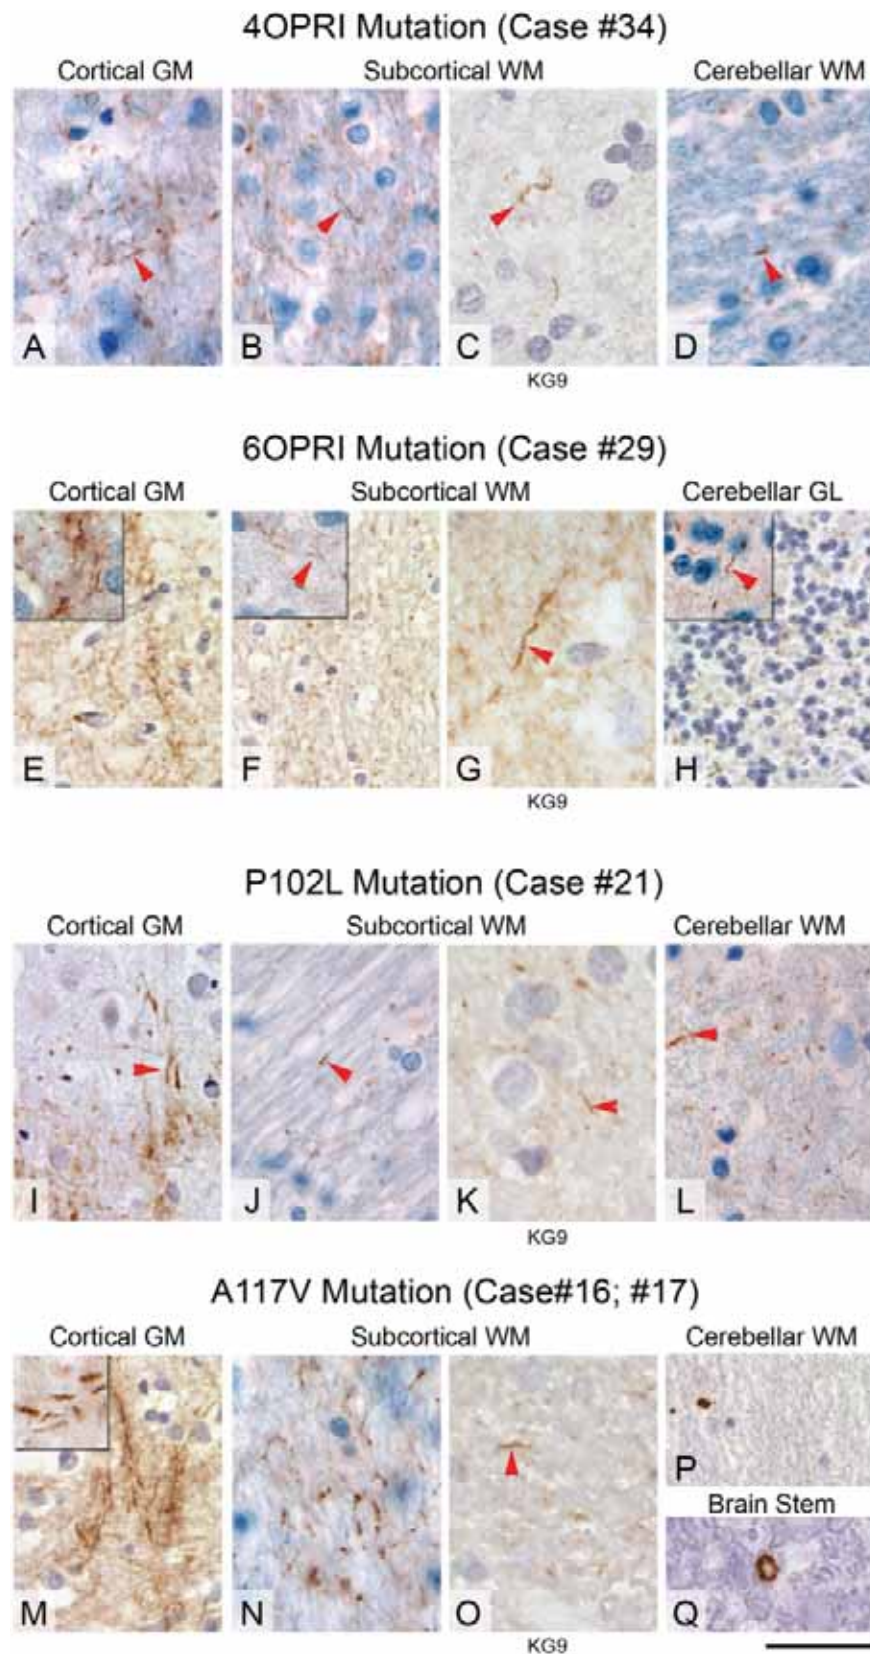 4OPRI Mutation (Case #34)
Cortical GM Subcortical WM Cerebellar WM
A B C D
KG9
6OPRI Mutation (Case #29)
Cortical GM Subcortical WM Cerebellar GL
E F G H
KG9
P102L Mutation (Case #21)
Cortical GM Subcortical WM Cerebellar WM
I J K L
KG9
A117V Mutation (Case#16; #17)
Cortical GM Subcortical WM Cerebellar WM
P
Brain Stem
M N O Q
KG9